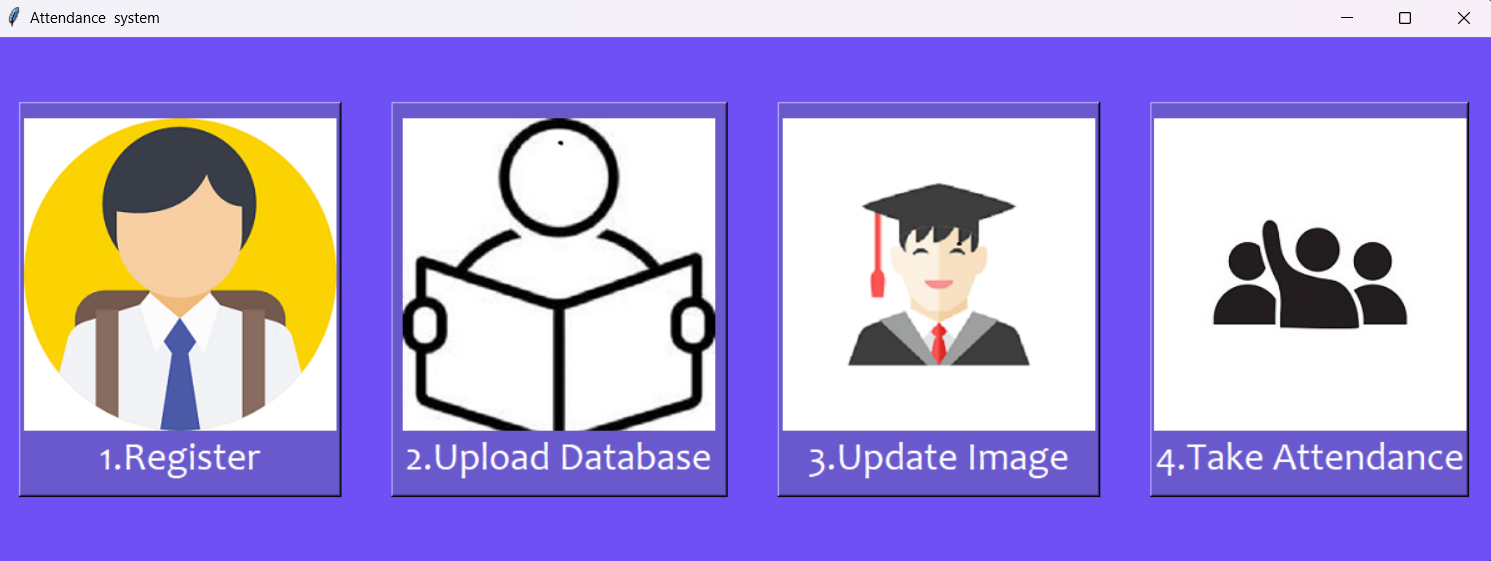 Attendance  system
1.Register
2.Upload Database
3.Update Image
4.Take Attendance